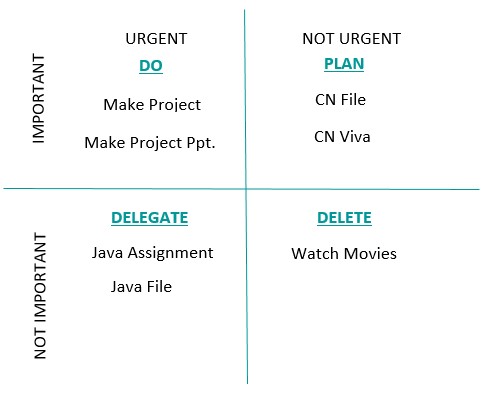 URGENT
NOT URGENT
IMPORTANT
DO
Make Project
Make Project Ppt.
PLAN
CN File
CN Viva
NOT IMPORTANT
DELEGATE
Java Assignment
Java File
DELETE
Watch Movies